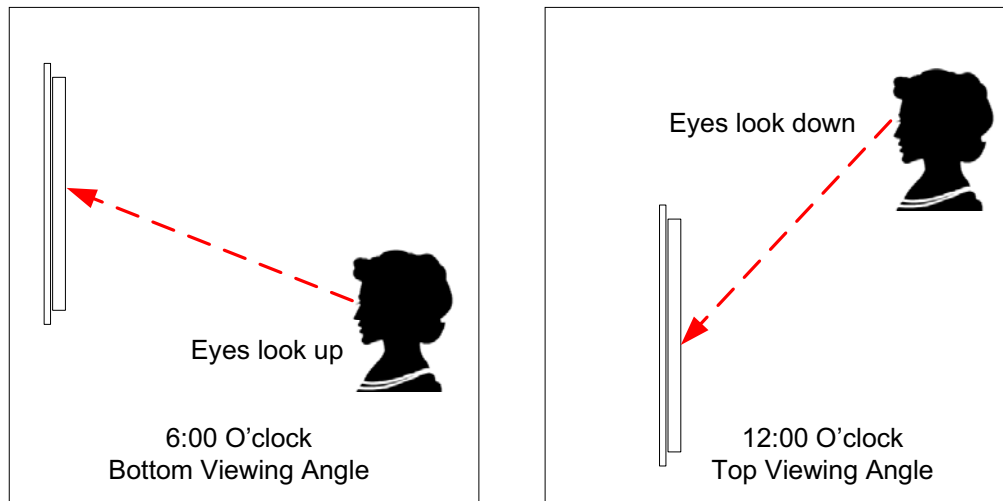 Eyes look up
6:00 O’clock
Bottom Viewing Angle
Eyes look down
12:00 O’clock
Top Viewing Angle